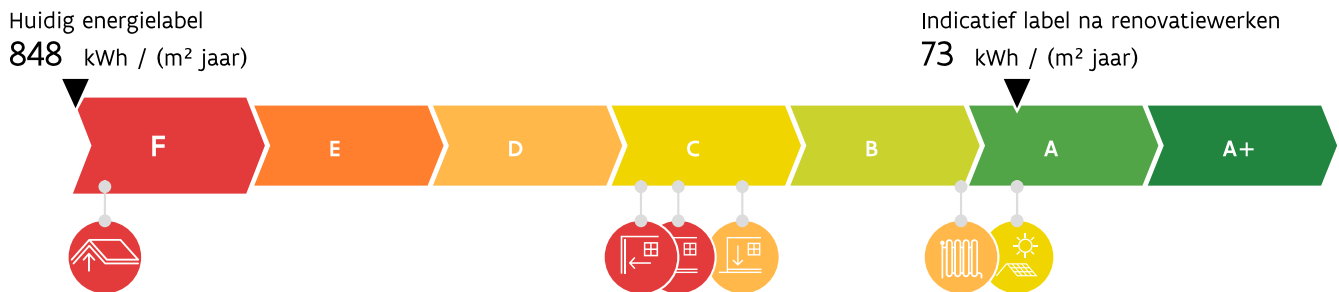 Huidig energielabel
848 kWh / (m² jaar)
Indicatief label na renovatiewerken
73 kWh / (m² jaar)
F E D C B A A+